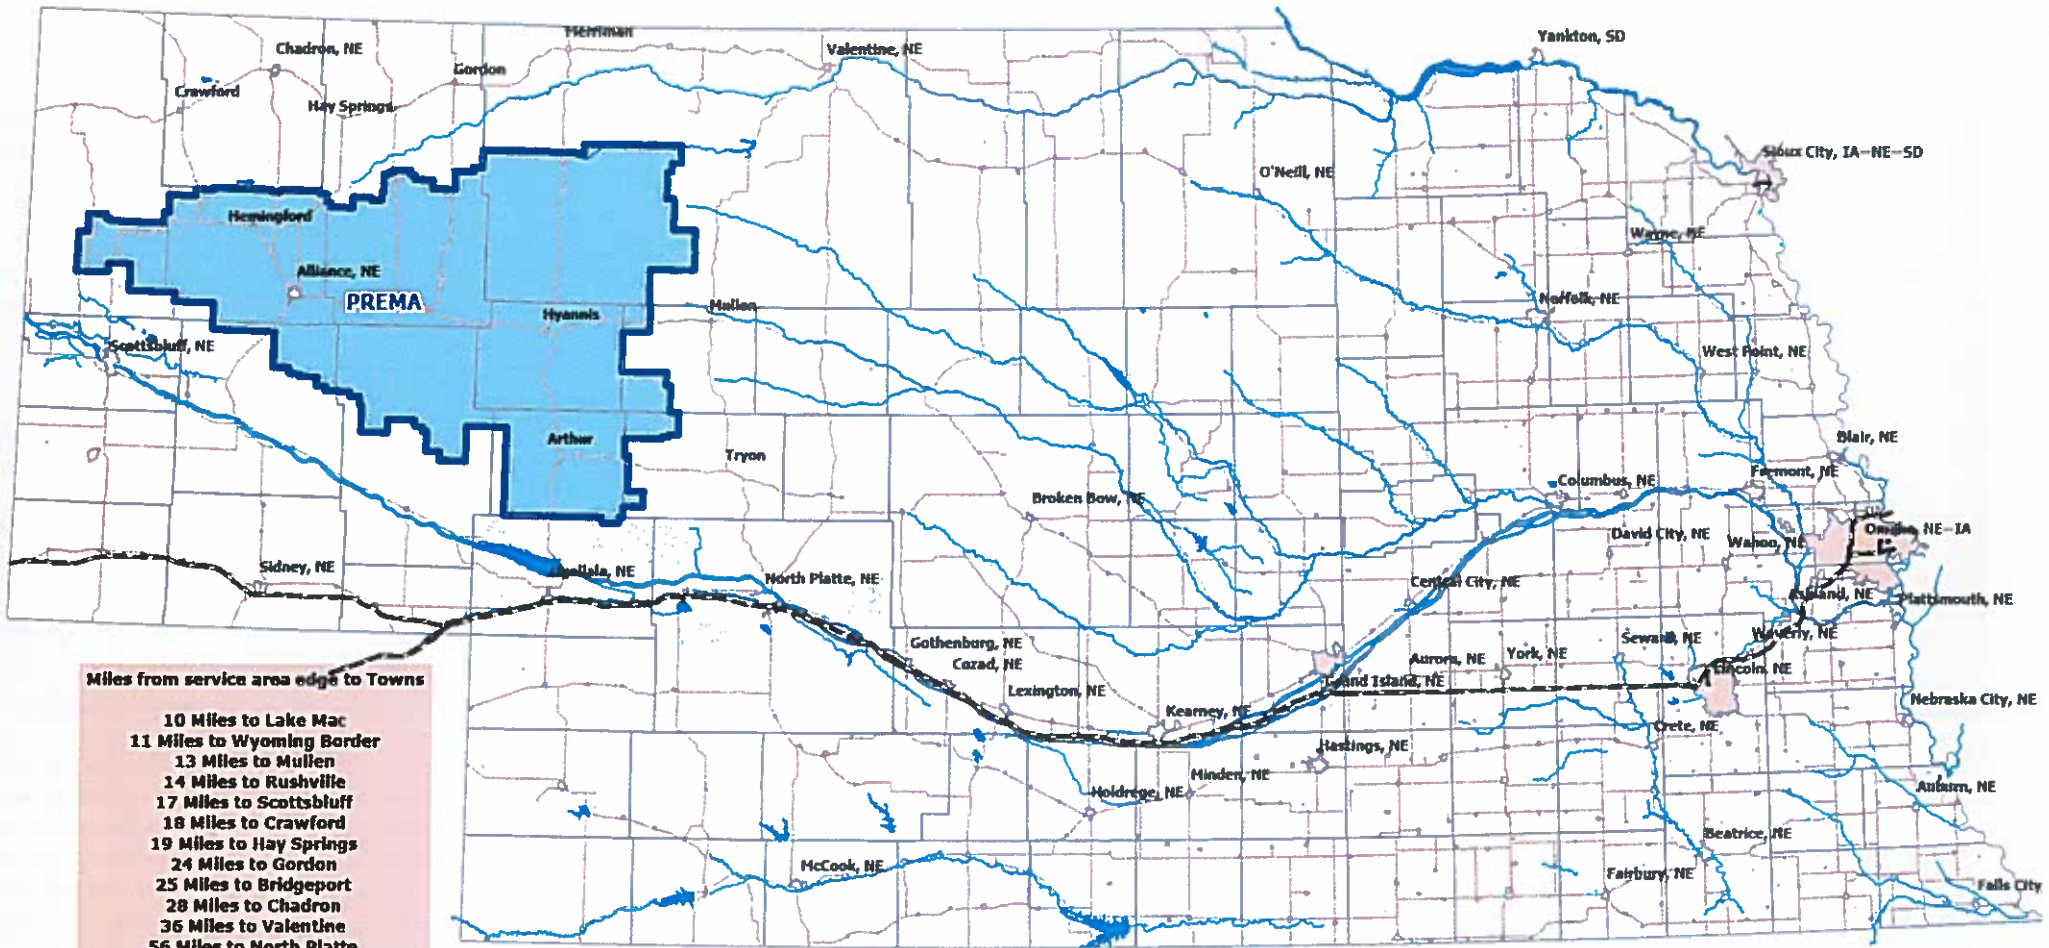 Merriman
Yankton, SD
Chadron, NE
Valentine, NE
Gordon
Crawford
Hay Springs
Sioux City, IA-NE-SD
O'Neill, NE
Hemingford
Wayne, NE
Alliance, NE
PREMA
Mullen
Norfolk, NE
Hyannis
Scottsbluff, NE
West Point, NE
Arthur
Blair, NE
Tryon
Fremont, NE
Columbus, NE
Broken Bow, NE
Omaha, NE-IA
David City, NE
Wahoo, NE
Sidney, NE
Ogallala, NE
North Platte, NE
Central City, NE
Ashland, NE
Plattsmouth, NE
Gothenburg, NE
Seward, NE
Waverly, NE
Cozad, NE
Aurora, NE
York, NE
Lincoln, NE
Grand Island, NE
Lexington, NE
Nebraska City, NE
Kearney, NE
Crete, NE
Hastings, NE
Minden, NE
Holdrege, NE
Auburn, NE
Beatrice, NE
McCook, NE
Fairbury, NE
Falls City
Miles from service area edge to Towns
10 Miles to Lake Mac
11 Miles to Wyoming Border
13 Miles to Mullen
14 Miles to Rushville
17 Miles to Scottsbluff
18 Miles to Crawford
19 Miles to Hay Springs
24 Miles to Gordon
25 Miles to Bridgeport
28 Miles to Chadron
36 Miles to Valentine
56 Miles to North Platte